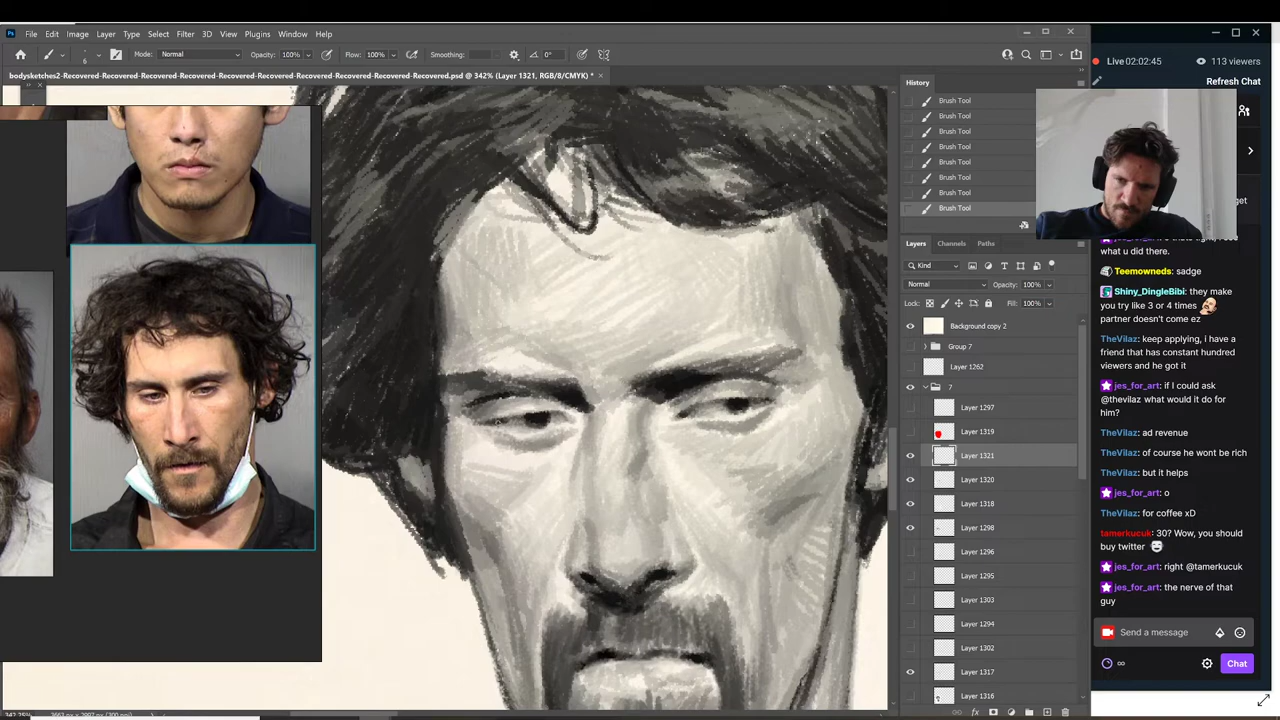 File Edit Image Layer Type Select Filter 3D View Plugins Window Help
Mode: Normal Opacity: 100% Flow: 100% Smoothing: 0°
bodysketches2-Recovered-Recovered-Recovered-Recovered-Recovered-Recovered-Recovered-Recovered-Recovered.psd @ 342% (Layer 1321, RGB/8/CMYK) *
History
Brush Tool
Brush Tool
Brush Tool
Brush Tool
Brush Tool
Brush Tool
Brush Tool
Brush Tool
Layers Channels Paths
Kind
Normal Opacity: 100%
Lock: Fill: 100%
Background copy 2
Group 7
Layer 1262
7
Layer 1297
Layer 1319
Layer 1321
Layer 1320
Layer 1318
Layer 1298
Layer 1296
Layer 1295
Layer 1303
Layer 1294
Layer 1302
Layer 1317
Layer 1316
Live 02:02:45 113 viewers
Refresh Chat
what u did there.
Teemowneds: sadge
Shiny_DingleBibi: they make
you try like 3 or 4 times
partner doesn't come ez
TheVilaz: keep applying, i have a
friend that has constant hundred
viewers and he got it
jes_for_art: if I could ask
@thevilaz what would it do for
him?
TheVilaz: ad revenue
TheVilaz: of course he wont be rich
TheVilaz: but it helps
jes_for_art: o
TheVilaz: for coffee xD
tamerkucuk: 30? Wow, you should
buy twitter
jes_for_art: right @tamerkucuk
jes_for_art: the nerve of that
guy
Send a message
∞ Chat